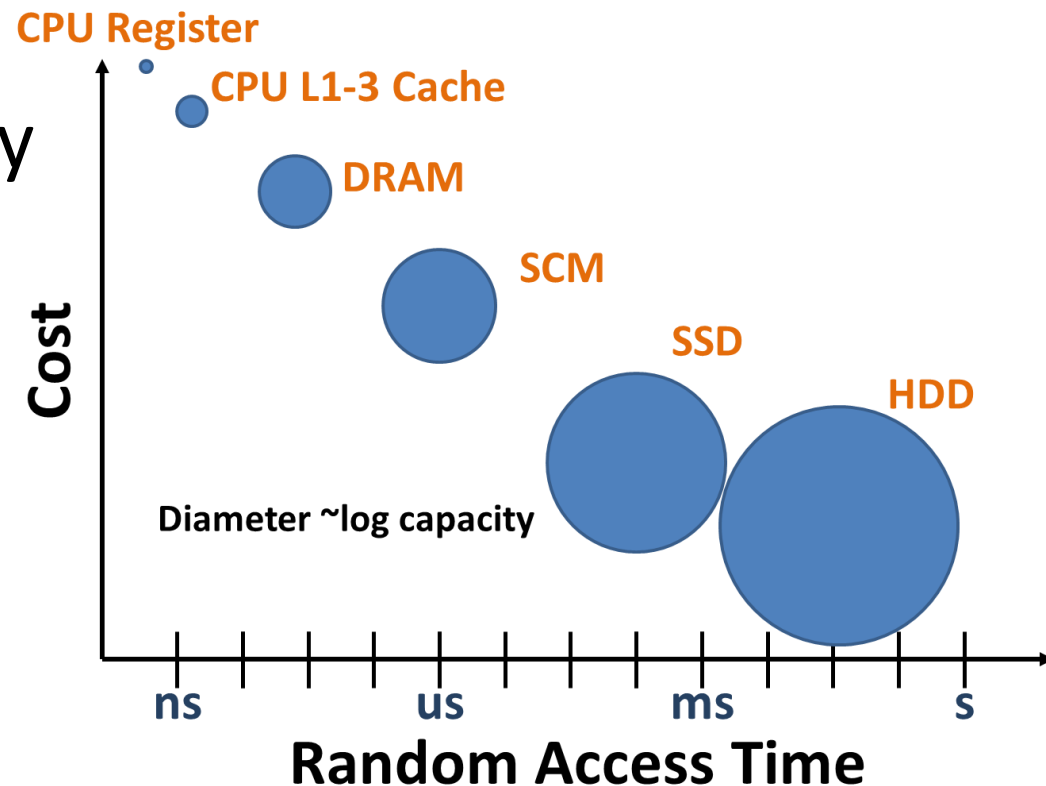 CPU Register
CPU L1-3 Cache
y
DRAM
SCM
SSD
HDD
Cost
Diameter ~log capacity
ns us ms s
Random Access Time